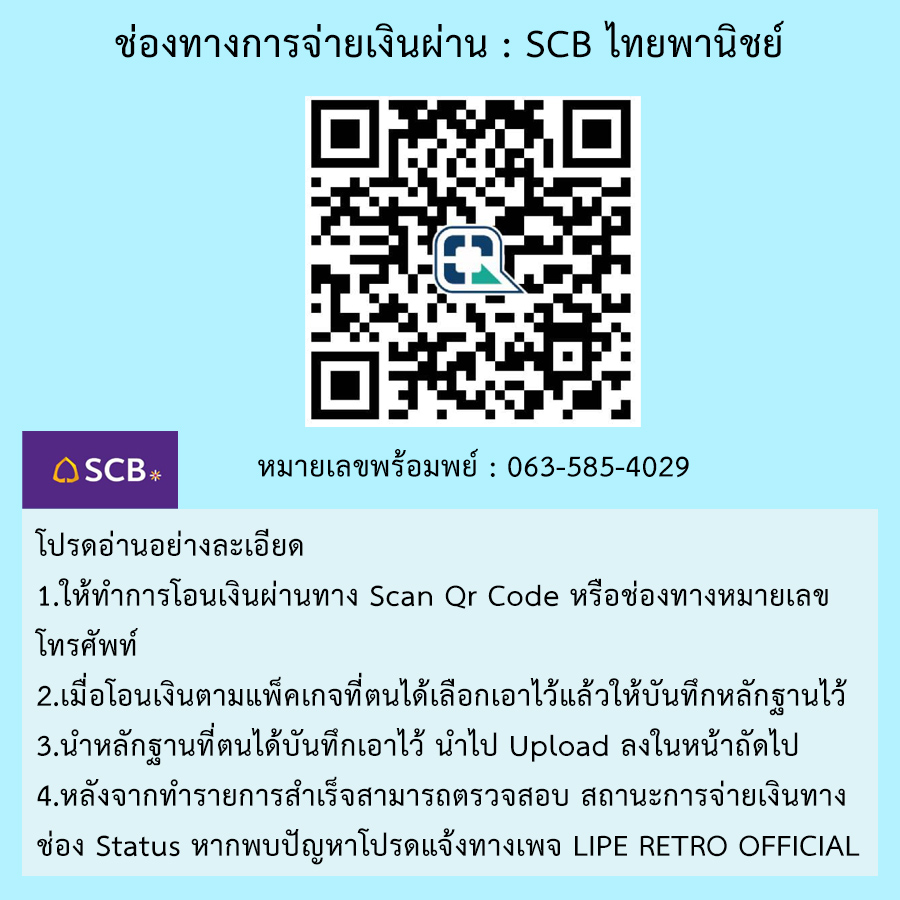 ช่องทางการจ่ายเงินผ่าน : SCB ไทยพานิชย์
SCB
หมายเลขพร้อมพย์ : 063-585-4029
โปรดอ่านอย่างละเอียด
1.ให้ทำการโอนเงินผ่านทาง Scan Qr Code หรือช่องทางหมายเลข
โทรศัพท์
2.เมื่อโอนเงินตามแพ็คเกจที่ตนได้เลือกเอาไว้แล้วให้บันทึกหลักฐานไว้
3.นำหลักฐานที่ตนได้บันทึกเอาไว้ นำไป Upload ลงในหน้าถัดไป
4.หลังจากทำรายการสำเร็จสามารถตรวจสอบ สถานะการจ่ายเงินทาง
ช่อง Status หากพบปัญหาโปรดแจ้งทางเพจ LIPE RETRO OFFICIAL